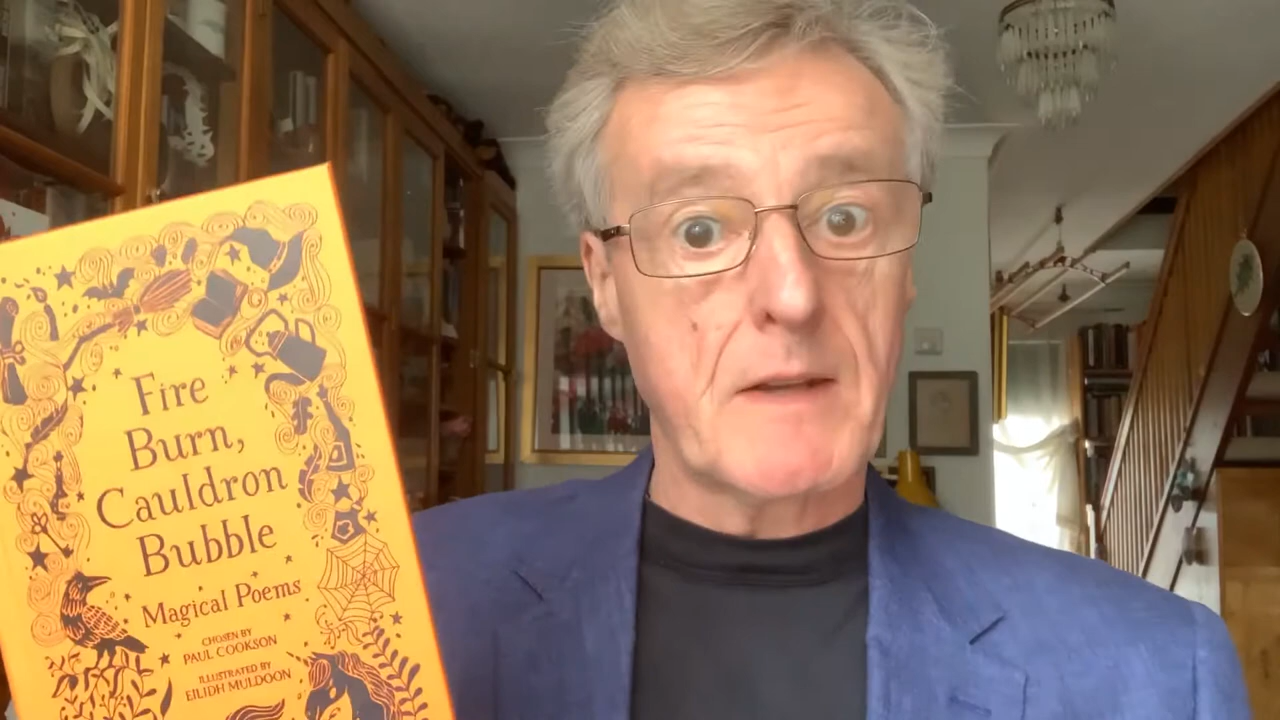 Fire
Burn,
Cauldron
Bubble
Magical Poems
CHOSEN BY
PAUL COOKSON
ILLUSTRATED BY
EILIDH MULDOON